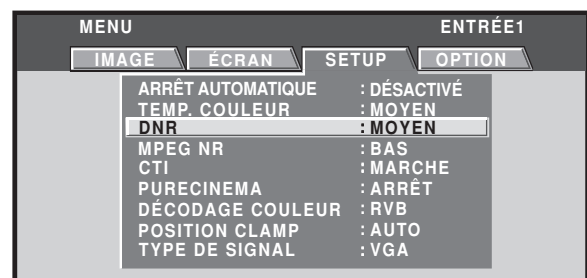 MENU ENTRÉE1
IMAGE ÉCRAN SETUP OPTION
ARRÊT AUTOMATIQUE : DÉSACTIVÉ
TEMP. COULEUR : MOYEN
DNR : MOYEN
MPEG NR : BAS
CTI : MARCHE
PURECINEMA : ARRÊT
DÉCODAGE COULEUR : RVB
POSITION CLAMP : AUTO
TYPE DE SIGNAL : VGA